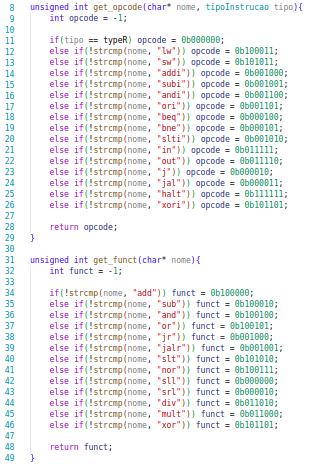 8 unsigned int get_opcode(char* nome, tipoInstrucao tipo){
9 int opcode = -1;
10
11 if(tipo == typeR) opcode = 0b000000;
12 else if(!strcmp(nome, "lw")) opcode = 0b100011;
13 else if(!strcmp(nome, "sw")) opcode = 0b101011;
14 else if(!strcmp(nome, "addi")) opcode = 0b001000;
15 else if(!strcmp(nome, "subi")) opcode = 0b001001;
16 else if(!strcmp(nome, "andi")) opcode = 0b001100;
17 else if(!strcmp(nome, "ori")) opcode = 0b001101;
18 else if(!strcmp(nome, "beq")) opcode = 0b000100;
19 else if(!strcmp(nome, "bne")) opcode = 0b000101;
20 else if(!strcmp(nome, "slti")) opcode = 0b001010;
21 else if(!strcmp(nome, "in")) opcode = 0b011111;
22 else if(!strcmp(nome, "out")) opcode = 0b011110;
23 else if(!strcmp(nome, "j")) opcode = 0b000010;
24 else if(!strcmp(nome, "jal")) opcode = 0b000011;
25 else if(!strcmp(nome, "halt")) opcode = 0b111111;
26 else if(!strcmp(nome, "xori")) opcode = 0b101101;
27
28 return opcode;
29 }
30
31 unsigned int get_funct(char* nome){
32 int funct = -1;
33
34 if(!strcmp(nome, "add")) funct = 0b100000;
35 else if(!strcmp(nome, "sub")) funct = 0b100010;
36 else if(!strcmp(nome, "and")) funct = 0b100100;
37 else if(!strcmp(nome, "or")) funct = 0b100101;
38 else if(!strcmp(nome, "jr")) funct = 0b001000;
39 else if(!strcmp(nome, "jalr")) funct = 0b001001;
40 else if(!strcmp(nome, "slt")) funct = 0b101010;
41 else if(!strcmp(nome, "nor")) funct = 0b100111;
42 else if(!strcmp(nome, "sll")) funct = 0b000000;
43 else if(!strcmp(nome, "srl")) funct = 0b000010;
44 else if(!strcmp(nome, "div")) funct = 0b011010;
45 else if(!strcmp(nome, "mult")) funct = 0b011000;
46 else if(!strcmp(nome, "xor")) funct = 0b101101;
47
48 return funct;
49 }